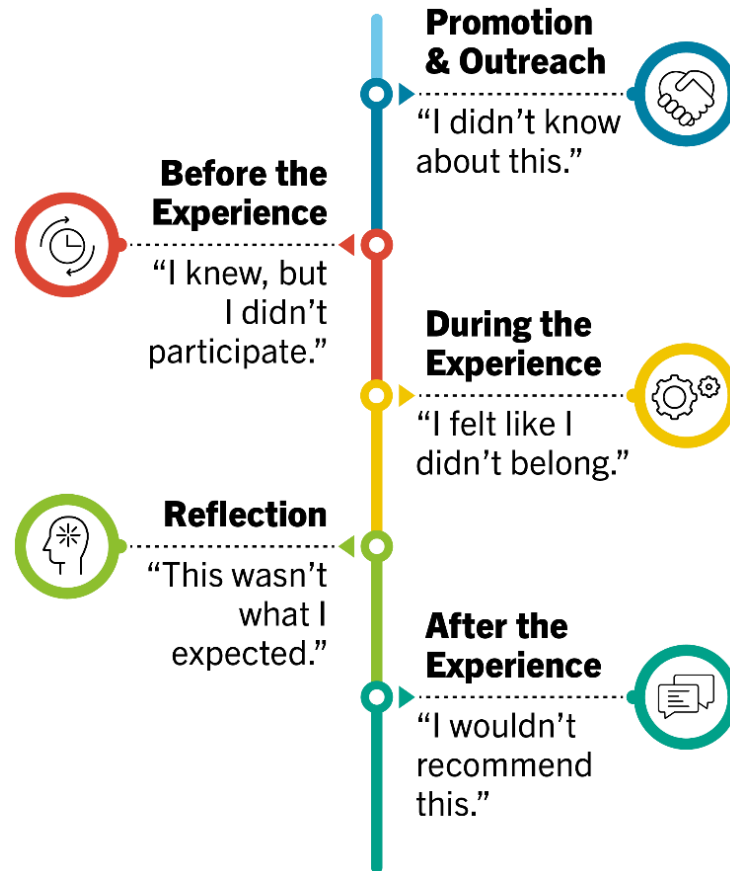 Promotion
& Outreach
“I didn’t know
about this.”
Before the
Experience
“I knew, but
I didn’t
participate.”
During the
Experience
“I felt like I
didn’t belong.”
Reflection
“This wasn’t
what I
expected.”
After the
Experience
“I wouldn’t
recommend
this.”